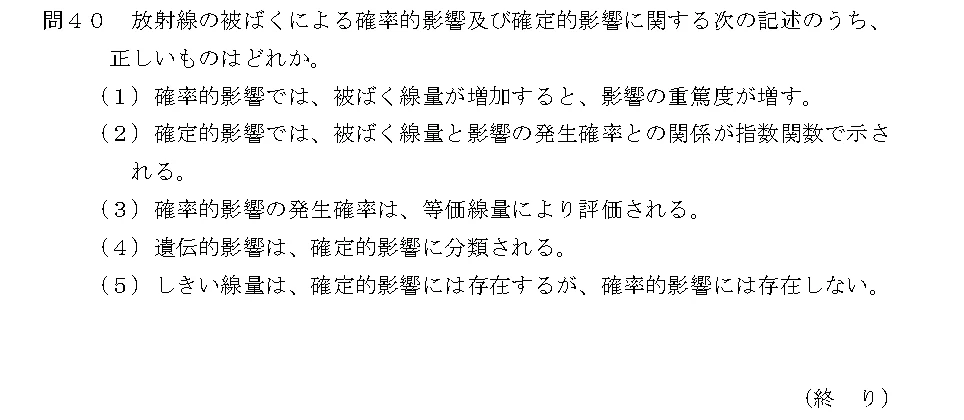 問４０　放射線の被ばくによる確率的影響及び確定的影響に関する次の記述のうち、
正しいものはどれか。
（１）確率的影響では、被ばく線量が増加すると、影響の重篤度が増す。
（２）確定的影響では、被ばく線量と影響の発生確率との関係が指数関数で示さ
れる。
（３）確率的影響の発生確率は、等価線量により評価される。
（４）遺伝的影響は、確定的影響に分類される。
（５）しきい線量は、確定的影響には存在するが、確率的影響には存在しない。
（終　り）